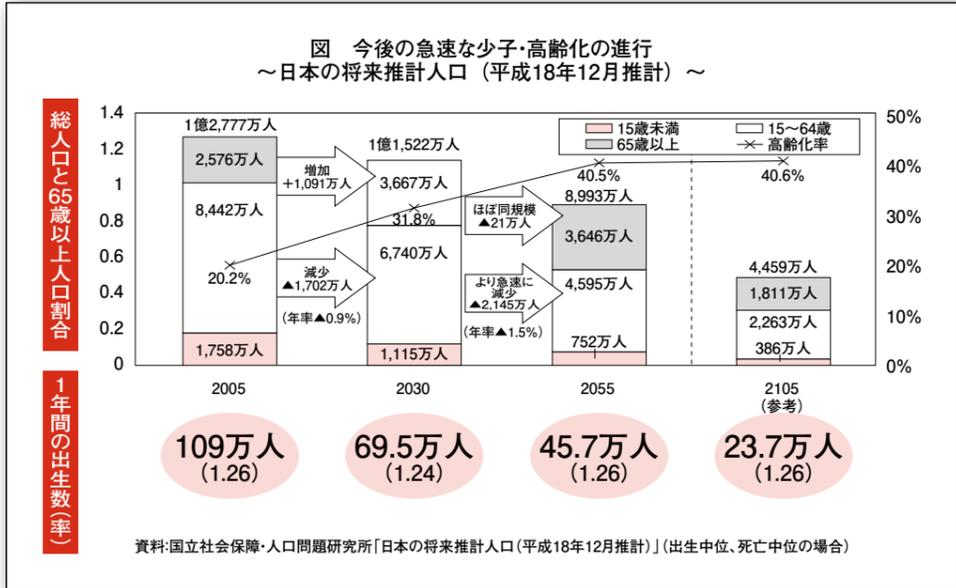 図　今後の急速な少子・高齢化の進行
～日本の将来推計人口（平成18年12月推計）～
総人口と65歳以上人口割合
1.4
1.2
1
0.8
0.6
0.4
0.2
0
50%
40%
30%
20%
10%
0%
15歳未満
15～64歳
65歳以上
高齢化率
1億2,777万人
2,576万人
8,442万人
20.2%
1,758万人
増加
＋1,091万人
減少
▲1,702万人
（年率▲0.9%）
1億1,522万人
3,667万人
31.8%
6,740万人
1,115万人
ほぼ同規模
▲21万人
より急速に
減少
▲2,145万人
（年率▲1.5%）
40.5%
8,993万人
3,646万人
4,595万人
752万人
40.6%
4,459万人
1,811万人
2,263万人
386万人
2005
2030
2055
2105
（参考）
1年間の出生数（率）
109万人
（1.26）
69.5万人
（1.24）
45.7万人
（1.26）
23.7万人
（1.26）
資料：国立社会保障・人口問題研究所「日本の将来推計人口（平成18年12月推計）」（出生中位、死亡中位の場合）